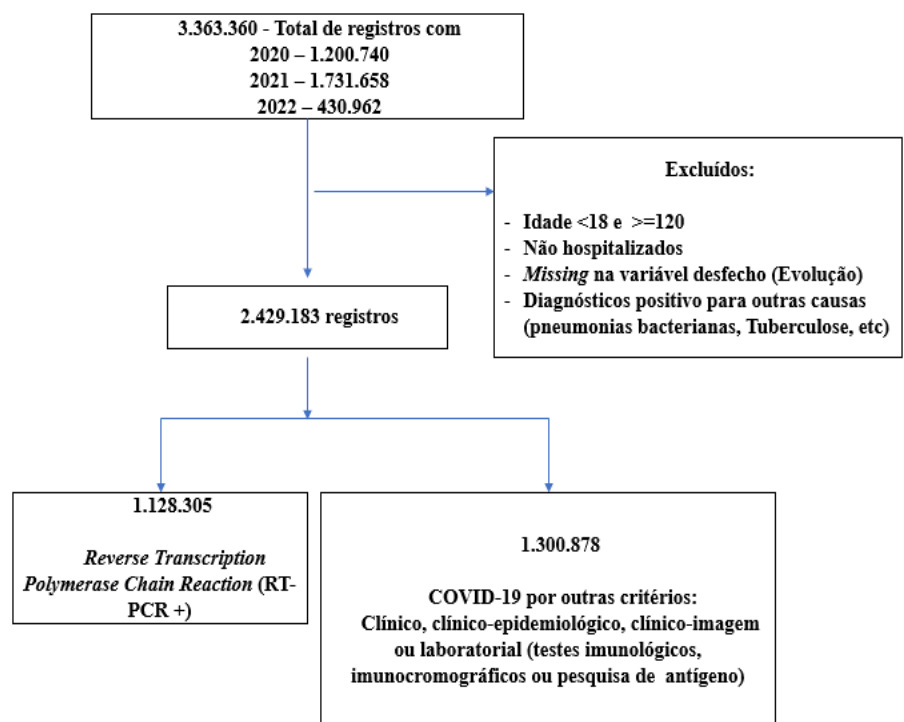 3.363.360 - Total de registros com
2020 – 1.200.740
2021 – 1.731.658
2022 – 430.962
Excluídos:
- Idade <18 e >=120
- Não hospitalizados
- Missing na variável desfecho (Evolução)
- Diagnósticos positivo para outras causas
(pneumonias bacterianas, Tuberculose, etc)
2.429.183 registros
1.128.305
Reverse Transcription
Polymerase Chain Reaction (RT-
PCR +)
1.300.878
COVID-19 por outras critérios:
Clínico, clínico-epidemiológico, clínico-imagem
ou laboratorial (testes imunológicos,
imunocromográficos ou pesquisa de antígeno)